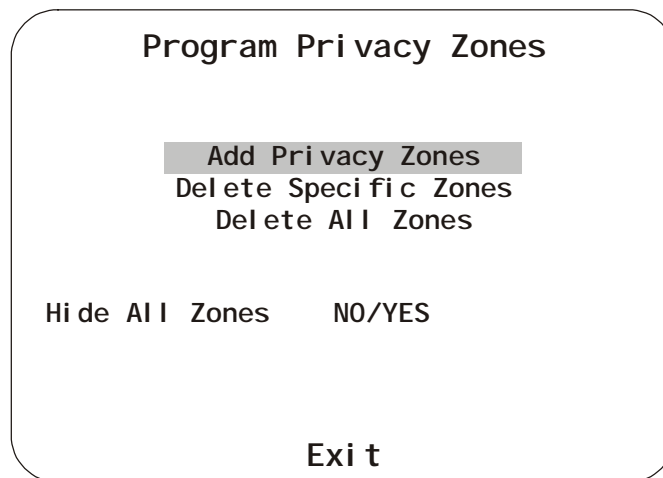 Program Privacy Zones
Add Privacy Zones
Delete Specific Zones
Delete All Zones
Hide All Zones NO/YES
Exit